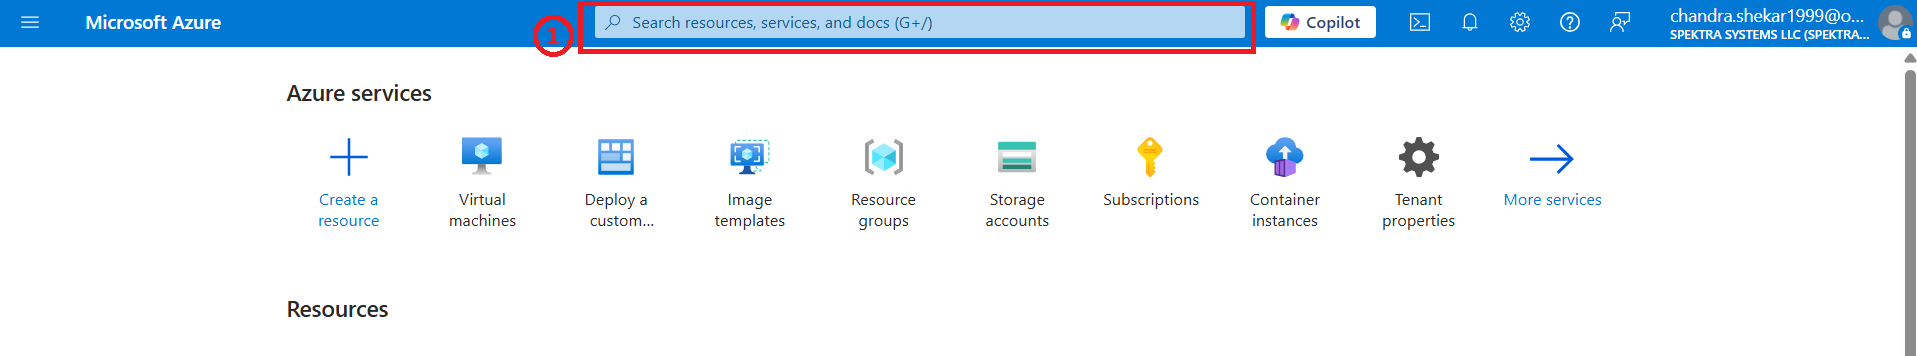 Microsoft Azure
1
Search resources, services, and docs (G+/)
Copilot
chandra.shekar1999@o...
SPEKTRA SYSTEMS LLC (SPEKTRA...
Azure services
Create a
resource
Virtual
machines
Deploy a
custom...
Image
templates
Resource
groups
Storage
accounts
Subscriptions
Container
instances
Tenant
properties
More services
Resources